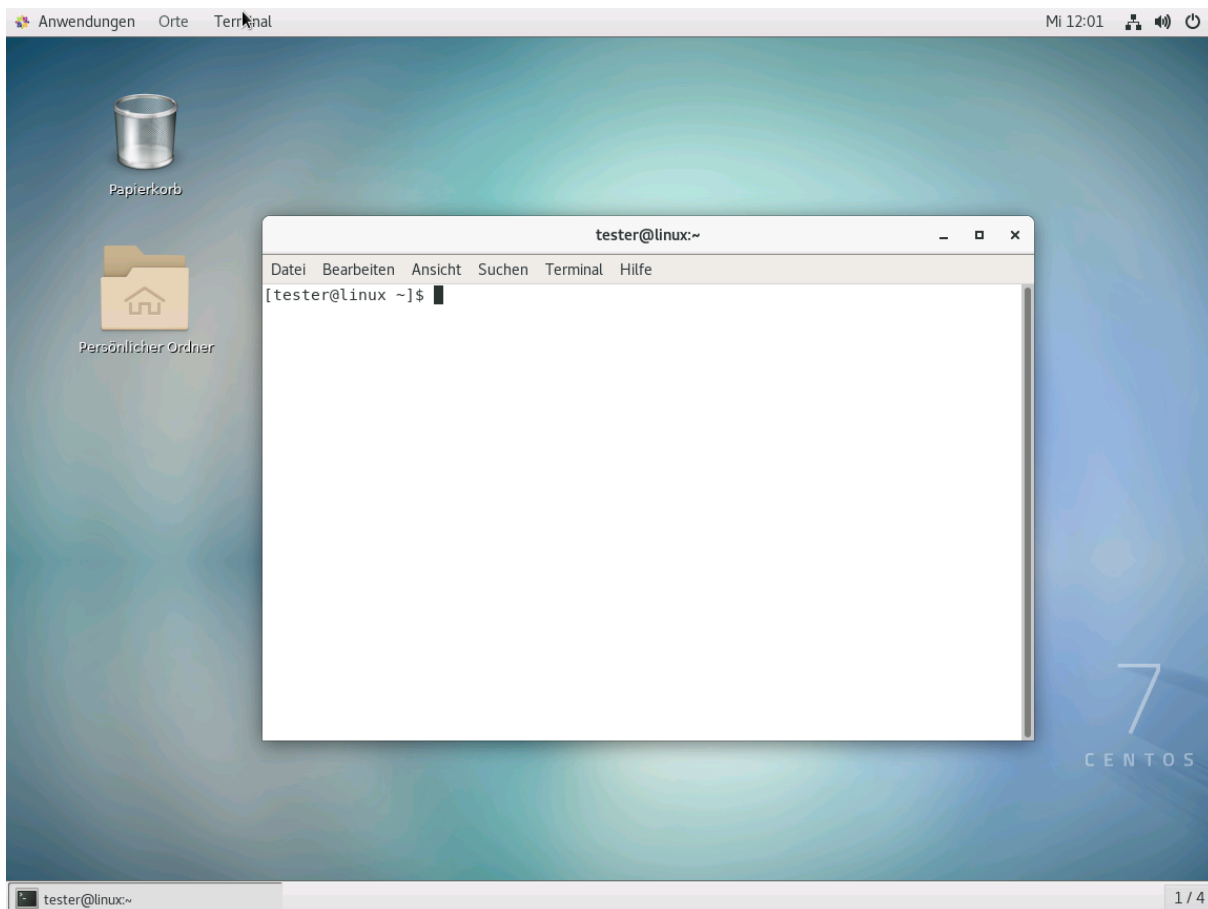 Anwendungen Orte Terminal Mi 12:01
Papierkorb
Persönlicher Ordner
tester@linux:~
Datei Bearbeiten Ansicht Suchen Terminal Hilfe
[tester@linux ~]$
7
CENTOS
tester@linux:~ 1 / 4